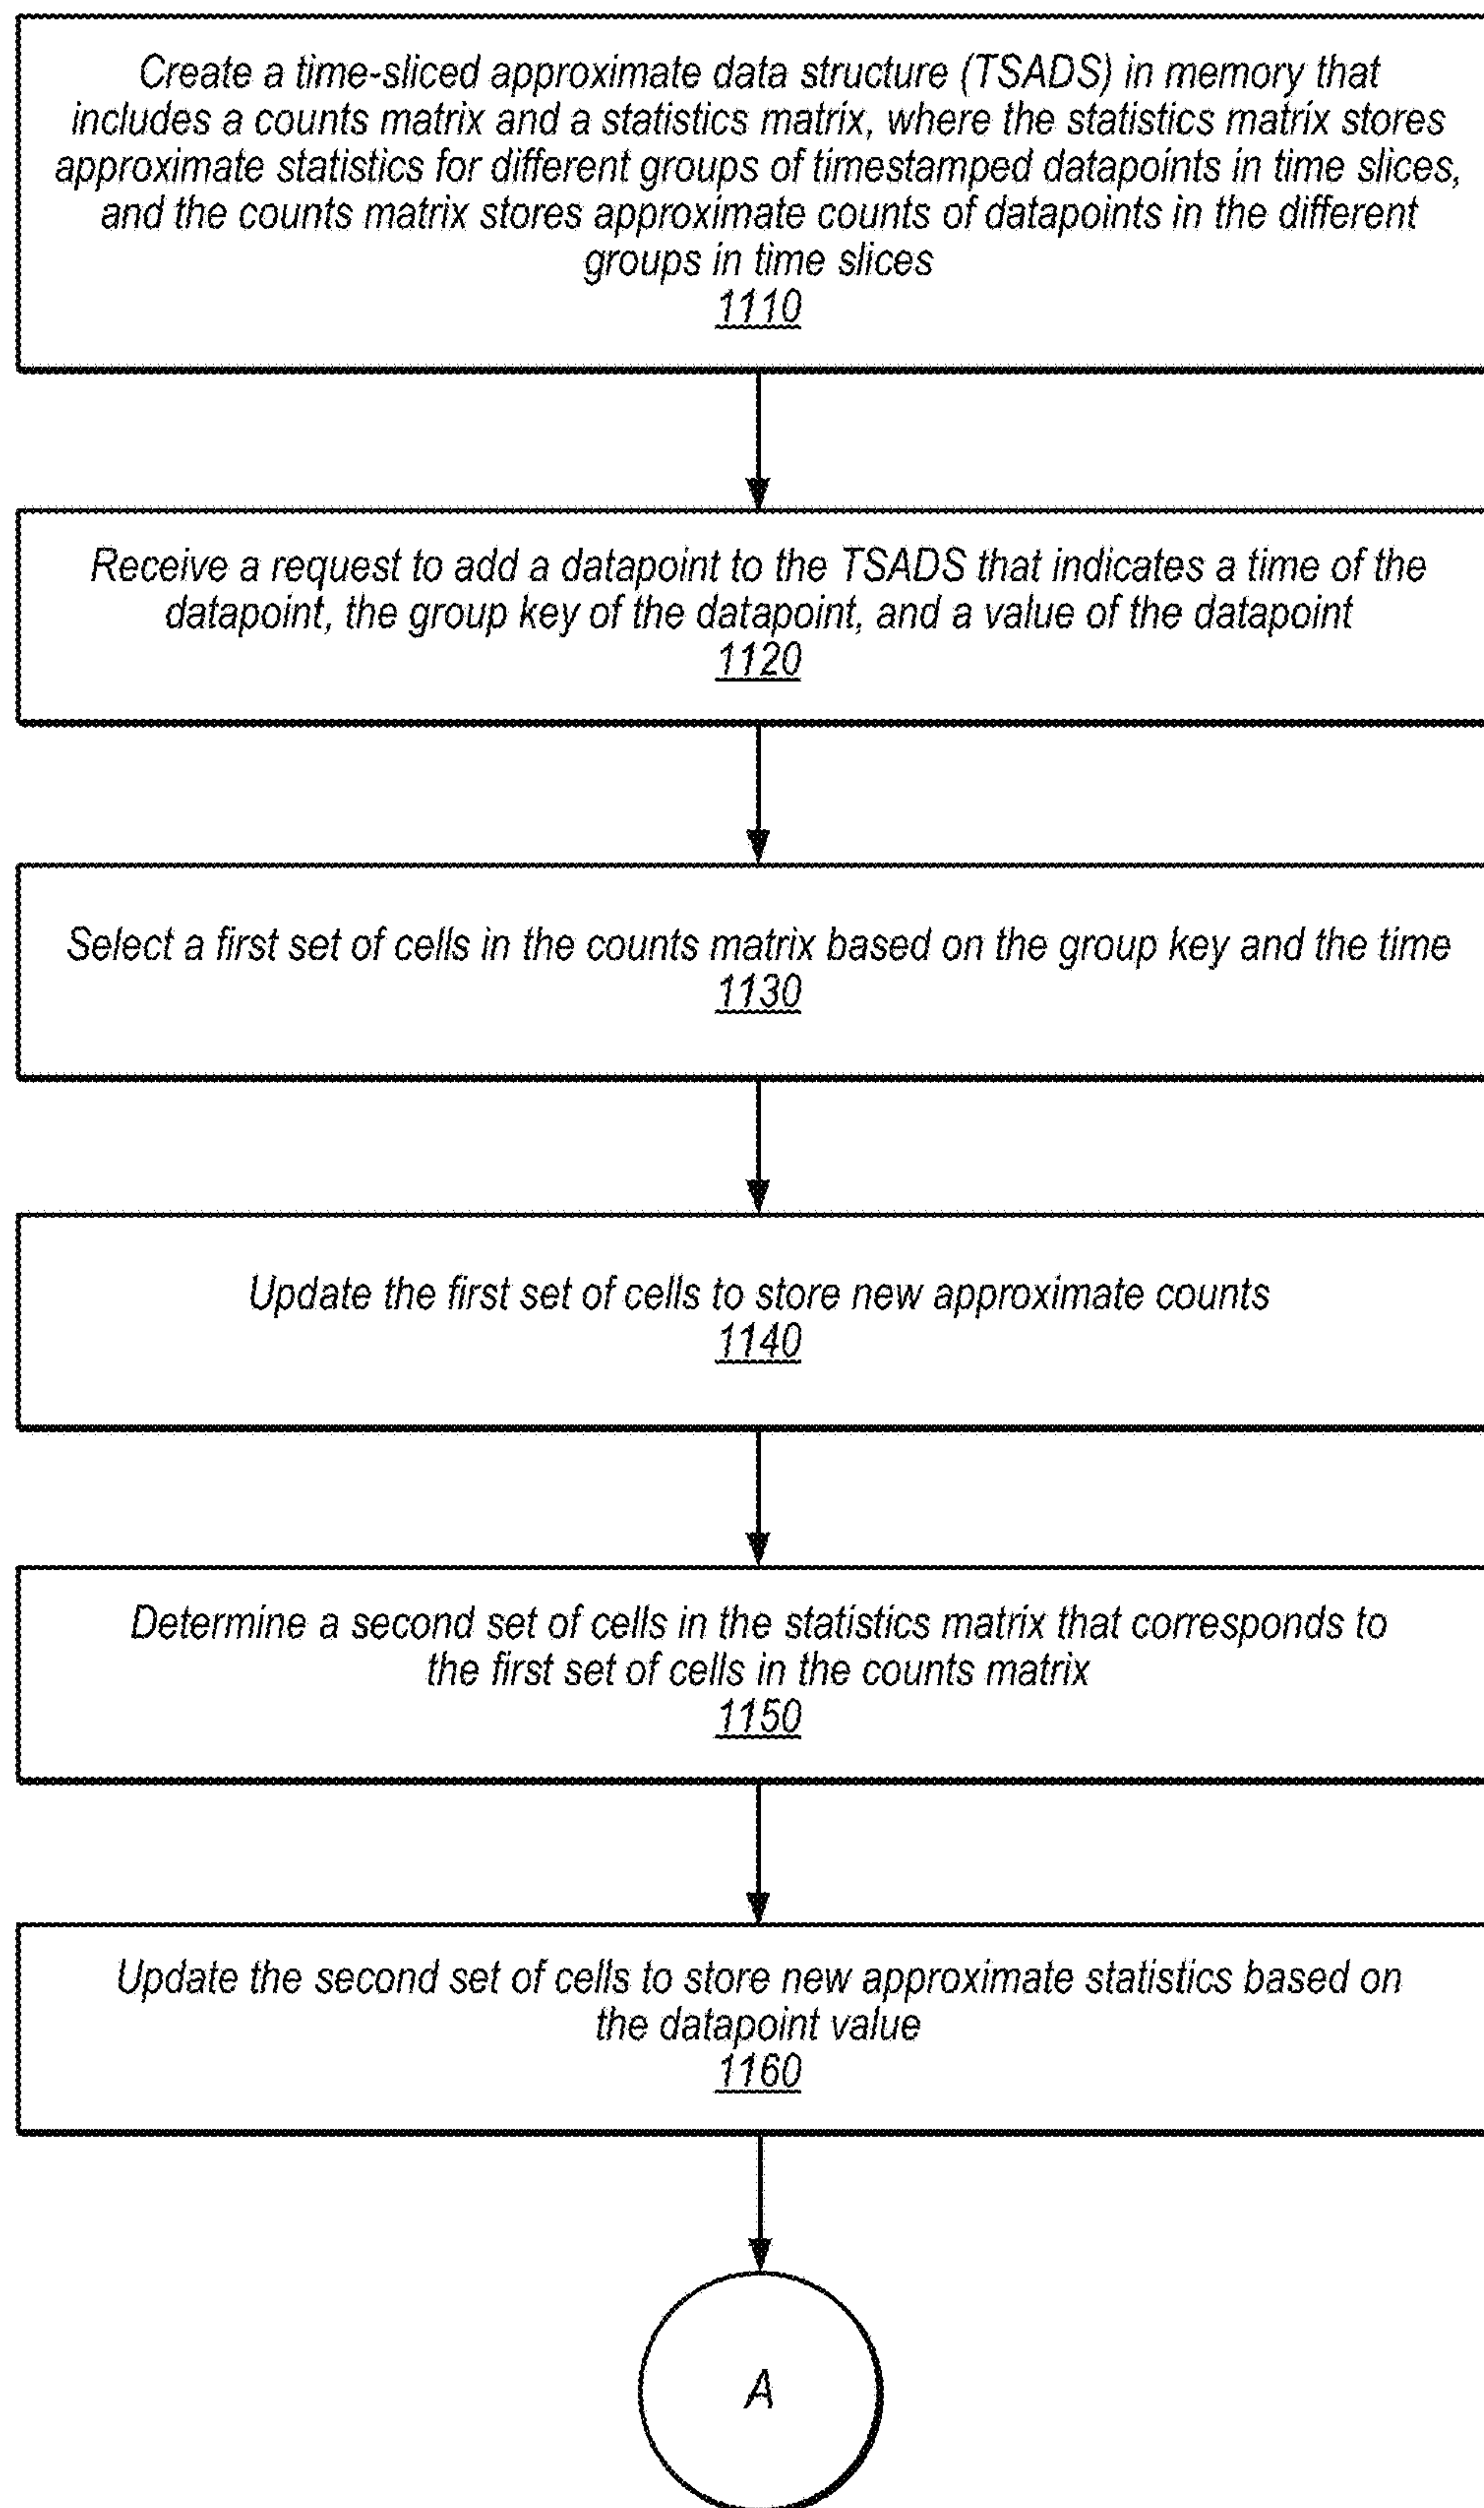 Create a time-sliced approximate data structure (TSADS) in memory that
includes a counts matrix and a statistics matrix, where the statistics matrix stores
approximate statistics for different groups of timestamped datapoints in time slices,
and the counts matrix stores approximate counts of datapoints in the different
groups in time slices
1110
Receive a request to add a datapoint to the TSADS that indicates a time of the
datapoint, the group key of the datapoint, and a value of the datapoint
1120
Select a first set of cells in the counts matrix based on the group key and the time
1130
Update the first set of cells to store new approximate counts
1140
Determine a second set of cells in the statistics matrix that corresponds to
the first set of cells in the counts matrix
1150
Update the second set of cells to store new approximate statistics based on
the datapoint value
1160
A